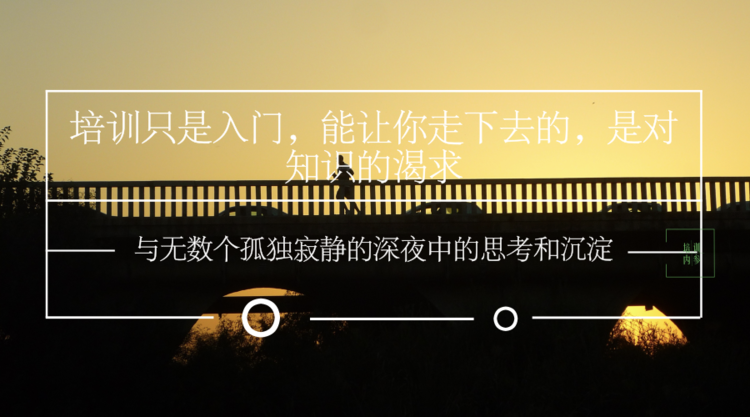 培训只是入门，能让你走下去的，是对
知识的渴求
与无数个孤独寂静的深夜中的思考和沉淀